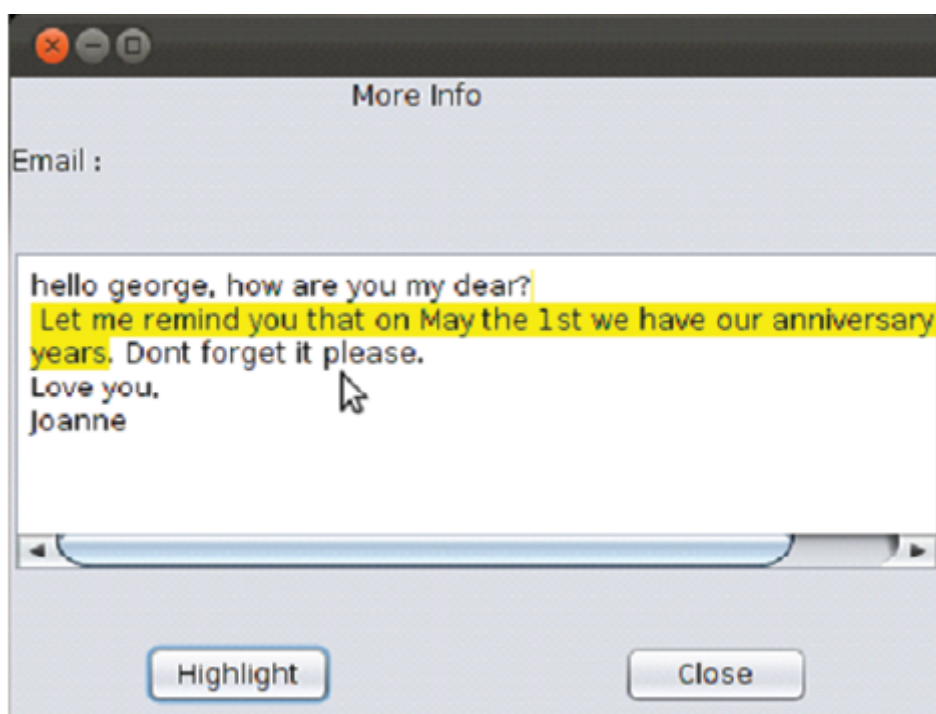 More Info
Email :
hello george, how are you my dear?
Let me remind you that on May the 1st we have our anniversary
years. Dont forget it please.
Love you,
Joanne
Highlight
Close